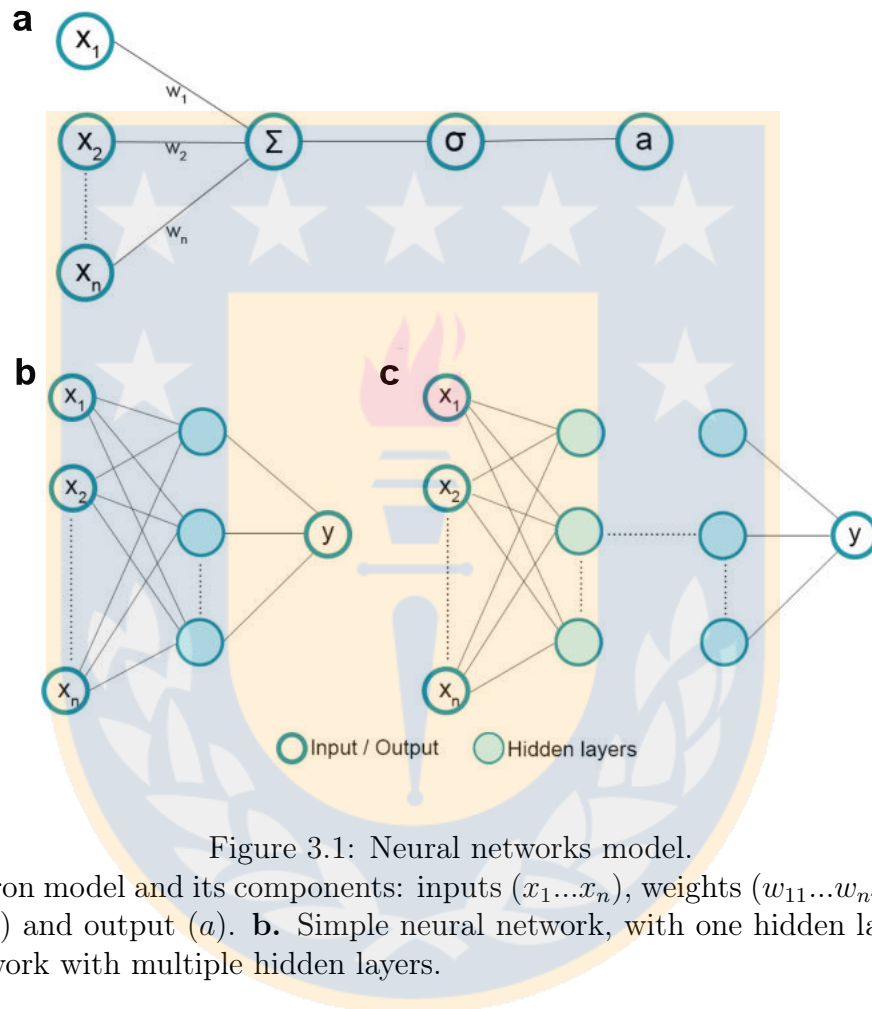 a
x1
w1
x2
w2
Σ
σ
a
wn
xn
b
x1
x2
y
xn
c
x1
x2
y
xn
Input / Output
Hidden layers
Figure 3.1: Neural networks model.
model and its components: inputs (x1...xn), weights (w11...wn
) and output (a). b. Simple neural network, with one hidden
with multiple hidden layers.